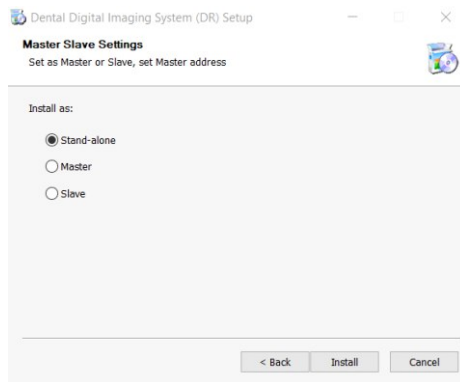 Dental Digital Imaging System (DR) Setup
Master Slave Settings
Set as Master or Slave, set Master address
Install as:
Stand-alone
Master
Slave
< Back Install Cancel